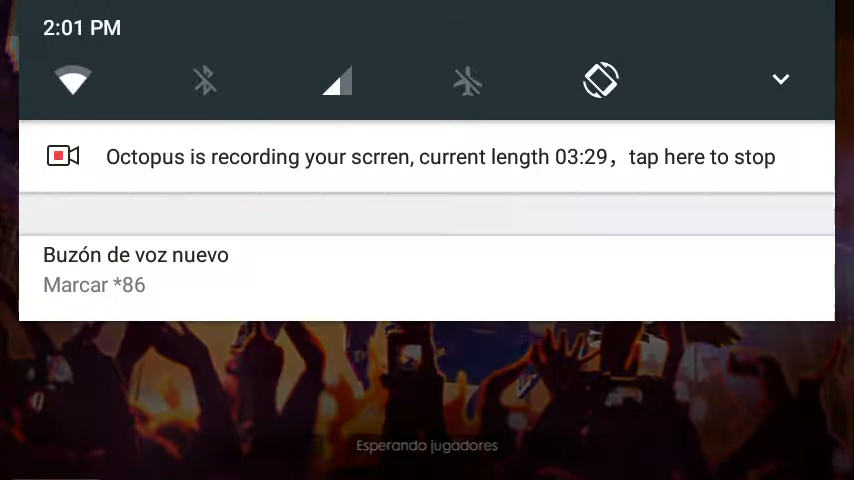 2:01 PM
Octopus is recording your scrren, current length 03:29，tap here to stop
Buzón de voz nuevo
Marcar *86
Esperando jugadores